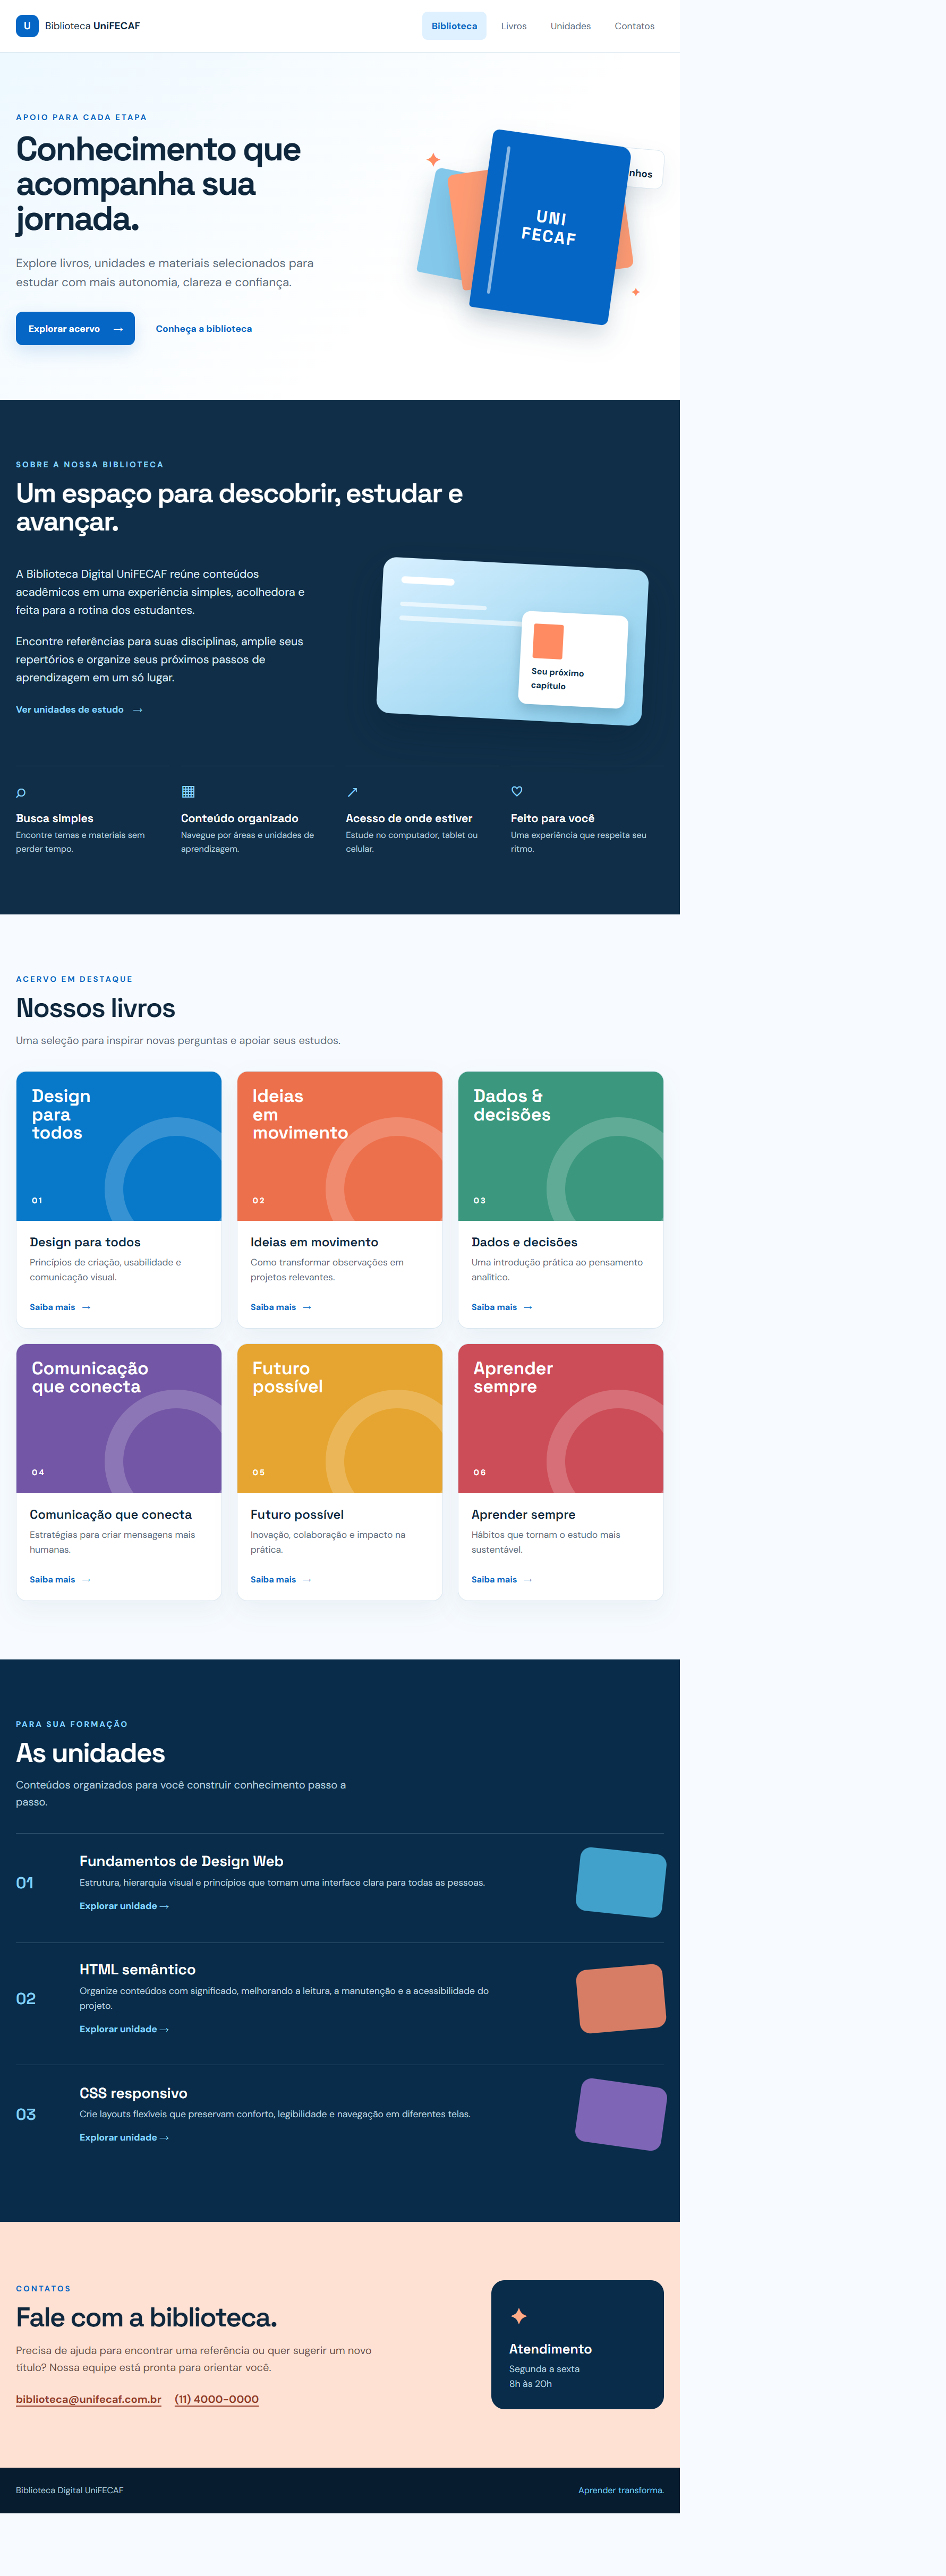 U
Biblioteca UniFECAF
Biblioteca
Livros
Unidades
Contatos
APOIO PARA CADA ETAPA
Conhecimento que
acompanha sua
jornada.
Explore livros, unidades e materiais selecionados para
estudar com mais autonomia, clareza e confiança.
Explorar acervo →
Conheça a biblioteca
UNI
FECAF
SOBRE A NOSSA BIBLIOTECA
Um espaço para descobrir, estudar e
avançar.
A Biblioteca Digital UniFECAF reúne conteúdos
acadêmicos em uma experiência simples, acolhedora e
feita para a rotina dos estudantes.
Encontre referências para suas disciplinas, amplie seus
repertórios e organize seus próximos passos de
aprendizagem em um só lugar.
Ver unidades de estudo →
Seu próximo
capítulo
Busca simples
Encontre temas e materiais sem
perder tempo.
Conteúdo organizado
Navegue por áreas e unidades de
aprendizagem.
Acesso de onde estiver
Estude no computador, tablet ou
celular.
Feito para você
Uma experiência que respeita seu
ritmo.
ACERVO EM DESTAQUE
Nossos livros
Uma seleção para inspirar novas perguntas e apoiar seus estudos.
Design
para
todos
01
Design para todos
Princípios de criação, usabilidade e
comunicação visual.
Saiba mais →
Ideias
em
movimento
02
Ideias em movimento
Como transformar observações em
projetos relevantes.
Saiba mais →
Dados &
decisões
03
Dados e decisões
Uma introdução prática ao pensamento
analítico.
Saiba mais →
Comunicação
que conecta
04
Comunicação que conecta
Estratégias para criar mensagens mais
humanas.
Saiba mais →
Futuro
possível
05
Futuro possível
Inovação, colaboração e impacto na
prática.
Saiba mais →
Aprender
sempre
06
Aprender sempre
Hábitos que tornam o estudo mais
sustentável.
Saiba mais →
PARA SUA FORMAÇÃO
As unidades
Conteúdos organizados para você construir conhecimento passo a
passo.
01
Fundamentos de Design Web
Estrutura, hierarquia visual e princípios que tornam uma interface clara para todas as pessoas.
Explorar unidade →
02
HTML semântico
Organize conteúdos com significado, melhorando a leitura, a manutenção e a acessibilidade do
projeto.
Explorar unidade →
03
CSS responsivo
Crie layouts flexíveis que preservam conforto, legibilidade e navegação em diferentes telas.
Explorar unidade →
CONTATOS
Fale com a biblioteca.
Precisa de ajuda para encontrar uma referência ou quer sugerir um novo
título? Nossa equipe está pronta para orientar você.
biblioteca@unifecaf.com.br
(11) 4000-0000
Atendimento
Segunda a sexta
8h às 20h
Biblioteca Digital UniFECAF
Aprender transforma.